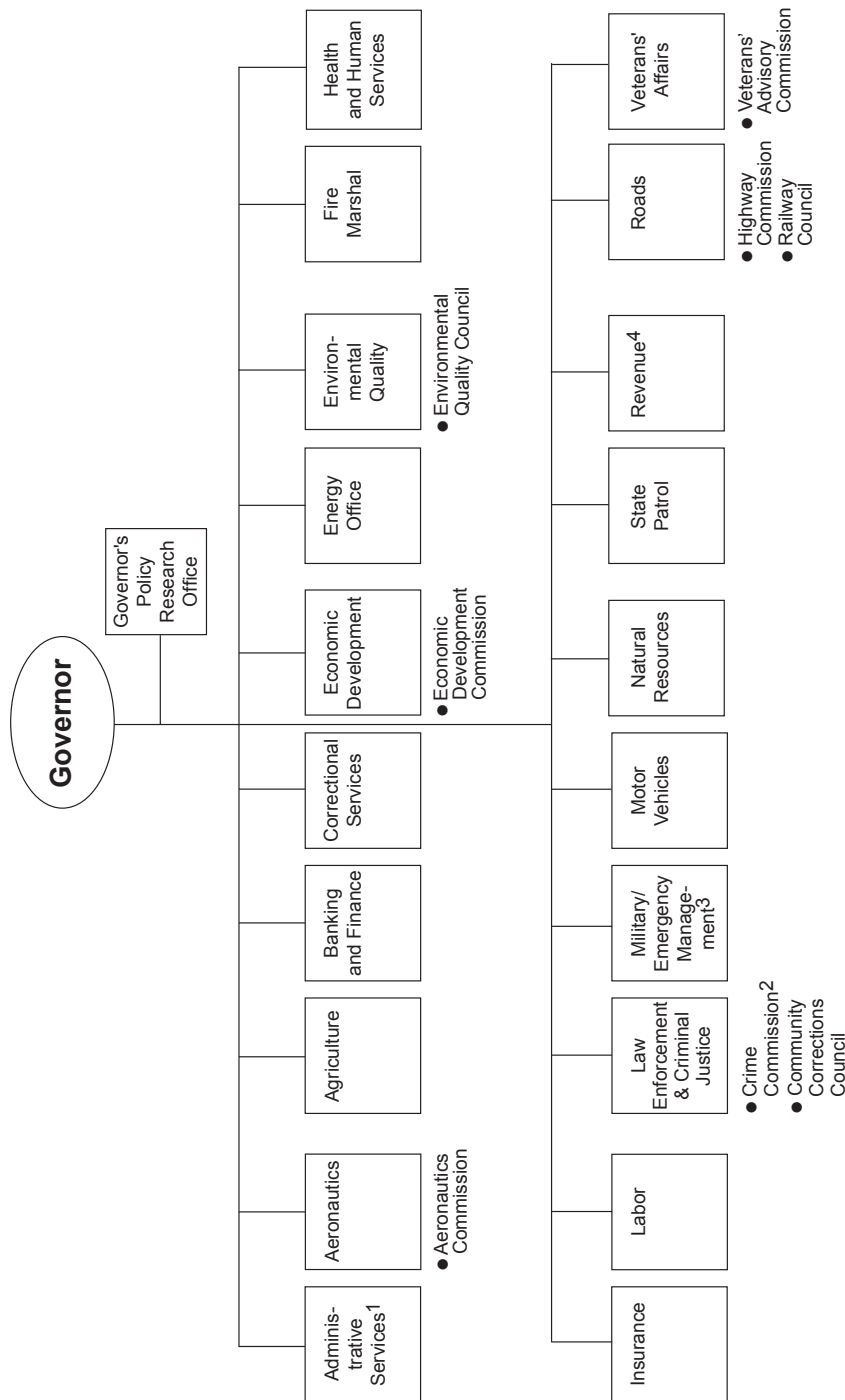 Governor
Governor's
Policy
Research
Office
Adminis-
trative
Services1
Aeronautics
● Aeronautics
Commission
Agriculture
Banking
and Finance
Correctional
Services
Economic
Development
● Economic
Development
Commission
Energy
Office
Environ-
mental
Quality
● Environmental
Quality Council
Fire
Marshal
Health
and Human
Services
Insurance
Labor
Law
Enforcement
& Criminal
Justice
● Crime
Commission2
● Community
Corrections
Council
Military/
Emergency
Manage-
ment3
Motor
Vehicles
Natural
Resources
State
Patrol
Revenue4
Roads
● Highway
Commission
● Railway
Council
Veterans'
Affairs
● Veterans'
Advisory
Commission